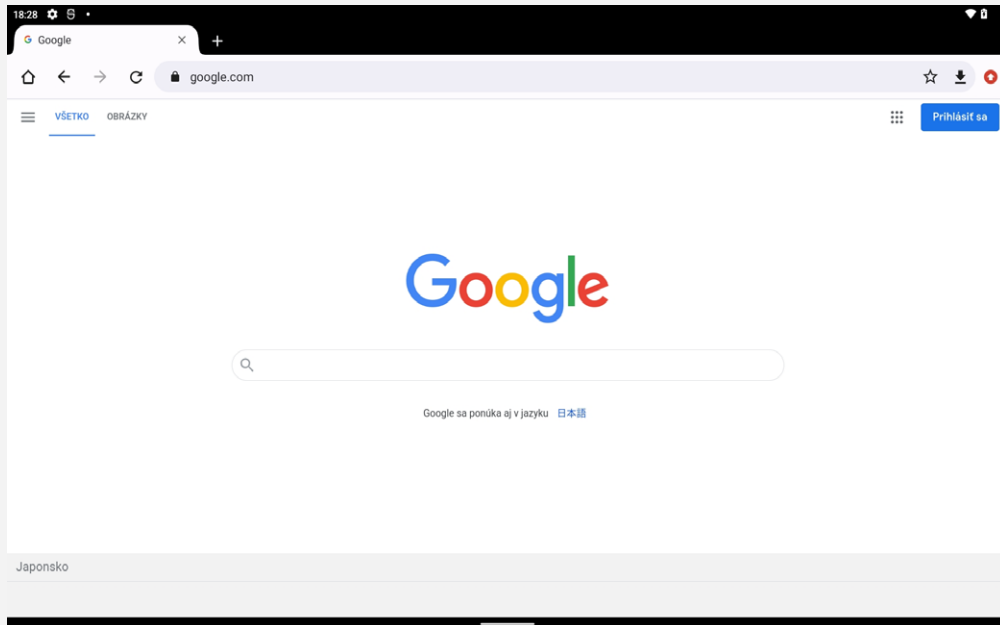 18:28
Google
google.com
VŠETKO OBRÁZKY
Prihlásiť sa
Google
Google sa ponúka aj v jazyku 日本語
Japonsko